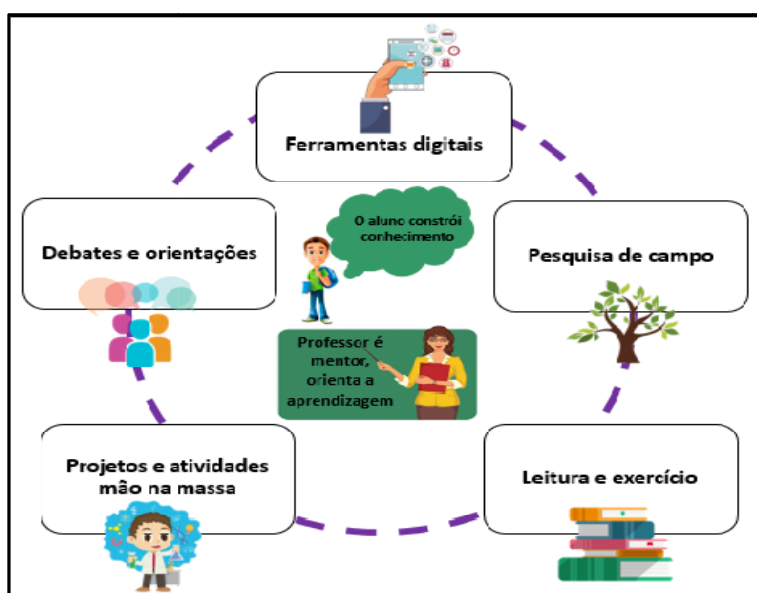 Ferramentas digitais
Debates e orientações
O aluno constrói
conhecimento
Pesquisa de campo
Professor é
mentor,
orienta a
aprendizagem
Projetos e atividades
mão na massa
Leitura e exercício